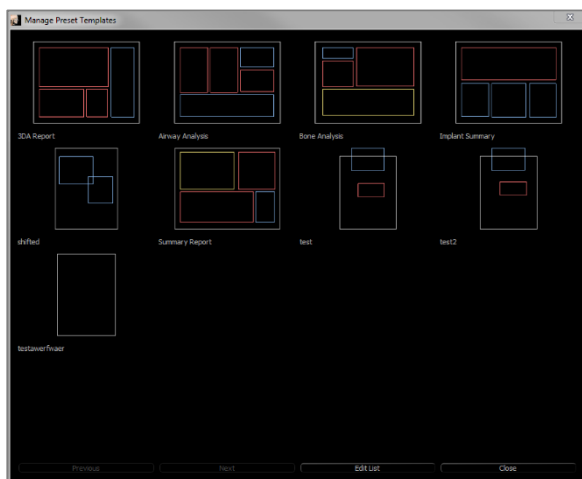 Manage Preset Templates
3DA Report
Airway Analysis
Bone Analysis
Implant Summary
shifted
Summary Report
test
test2
testawerfwaer
Previous
Next
Edit List
Close